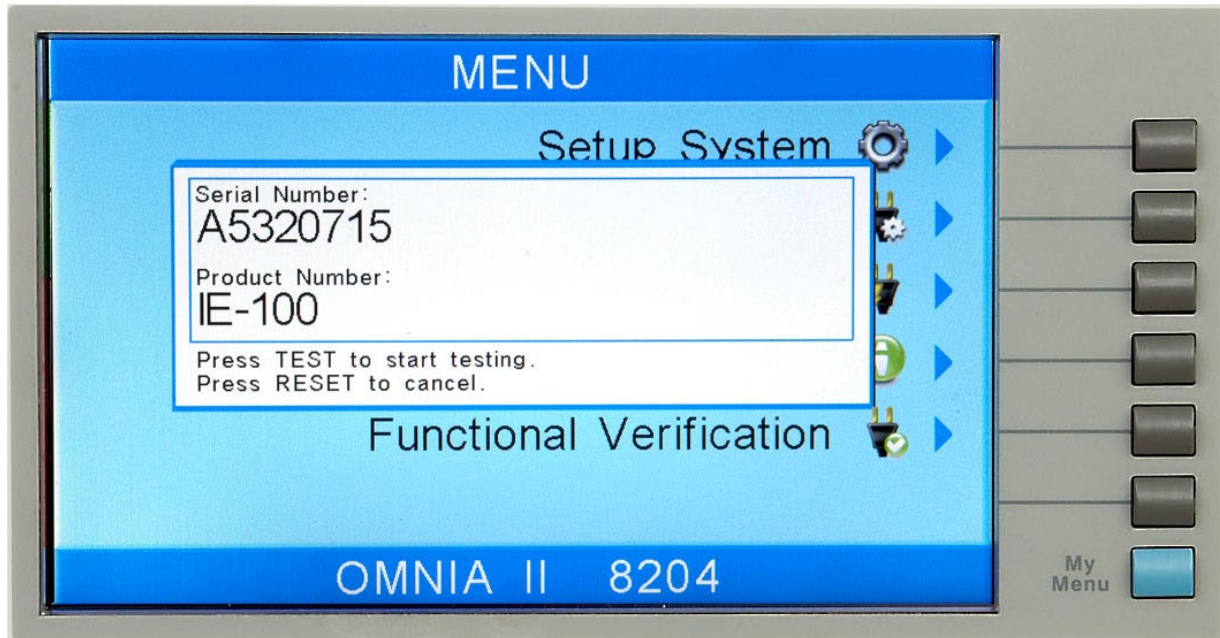 MENU
Setup System
Serial Number:
A5320715
Product Number:
IE-100
Press TEST to start testing.
Press RESET to cancel.
Functional Verification
OMNIA II 8204
My
Menu